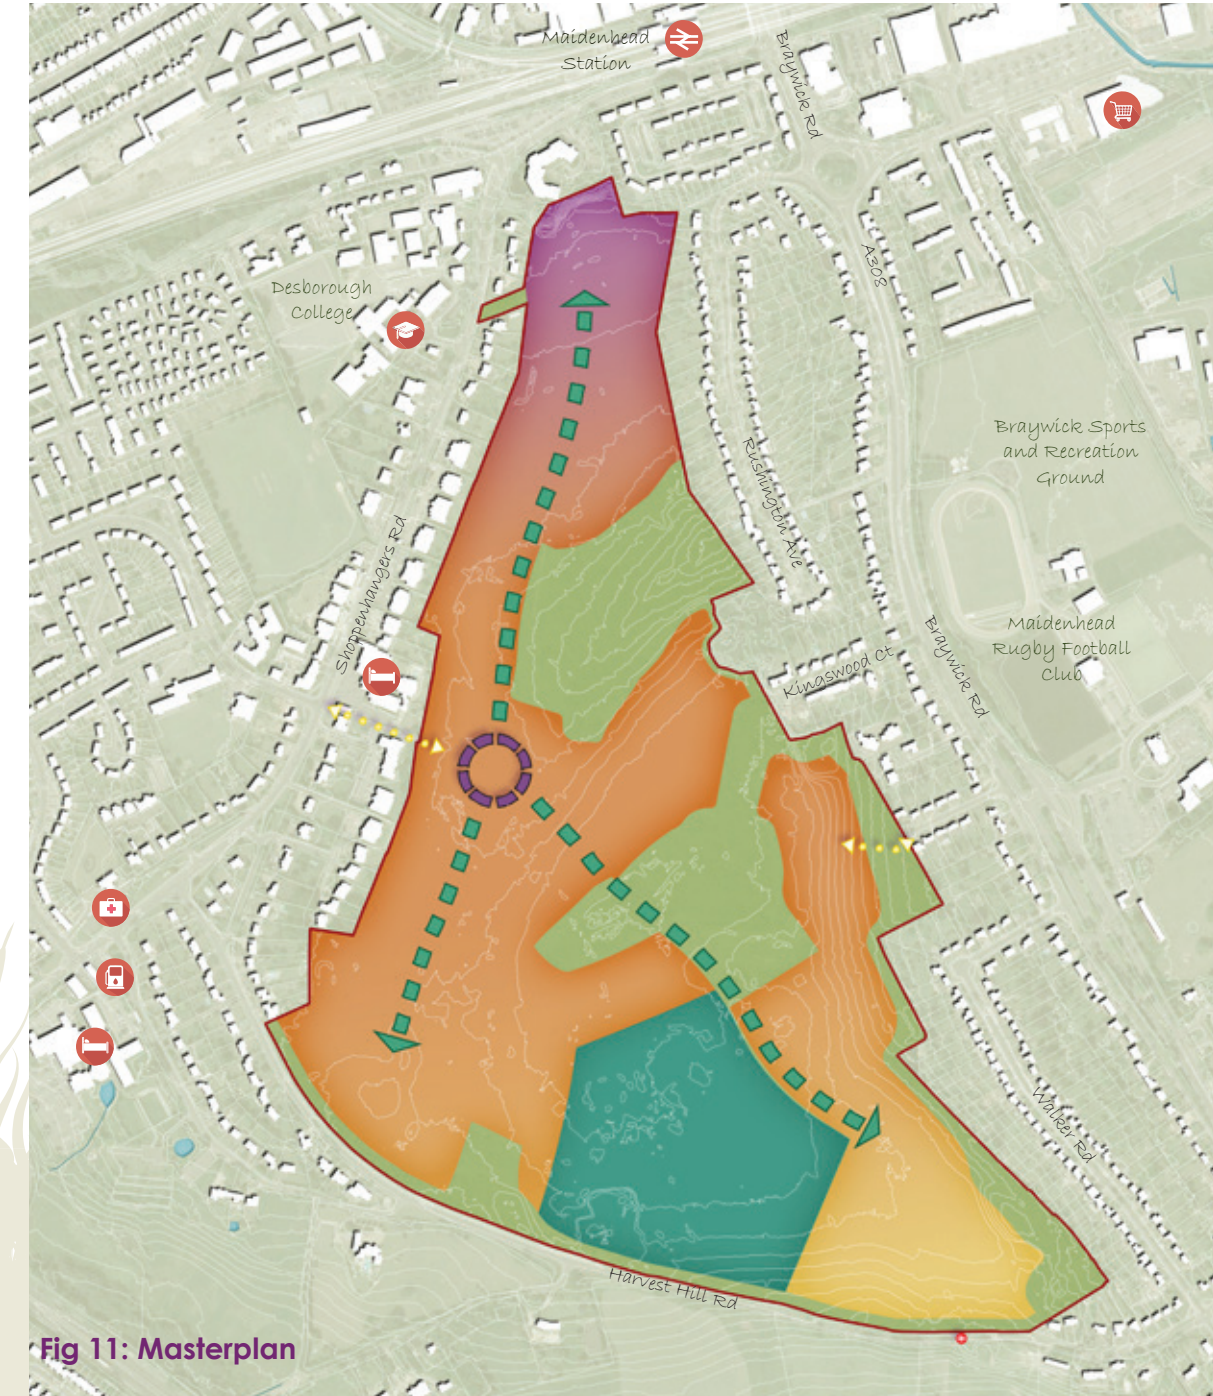 Maidenhead
Station
Braywick Rd
Desborough
College
A308
Braywick Sports
and Recreation
Ground
Rushington Ave
Shoppenhangers Rd
Maidenhead
Rugby Football
Club
Kingswood Ct
Braywick Rd
Walker Rd
Harvest Hill Rd
Fig 11: Masterplan